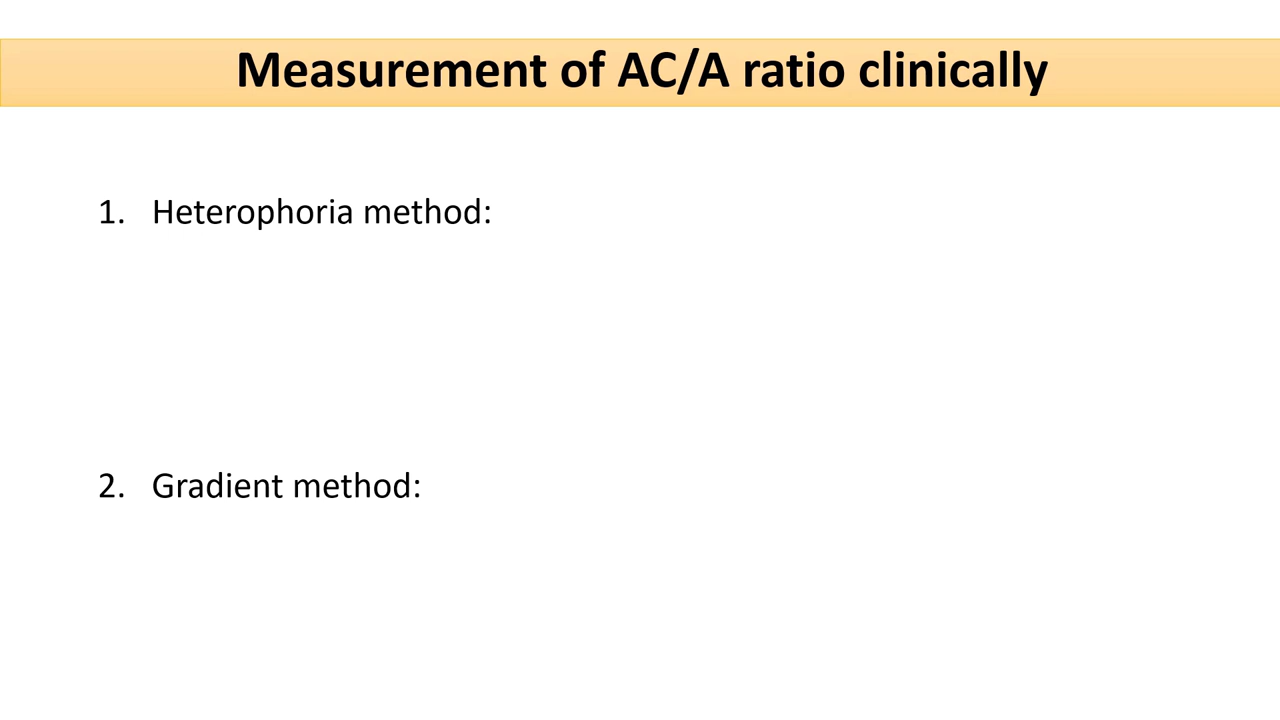 Measurement of AC/A ratio clinically
1. Heterophoria method:
2. Gradient method: